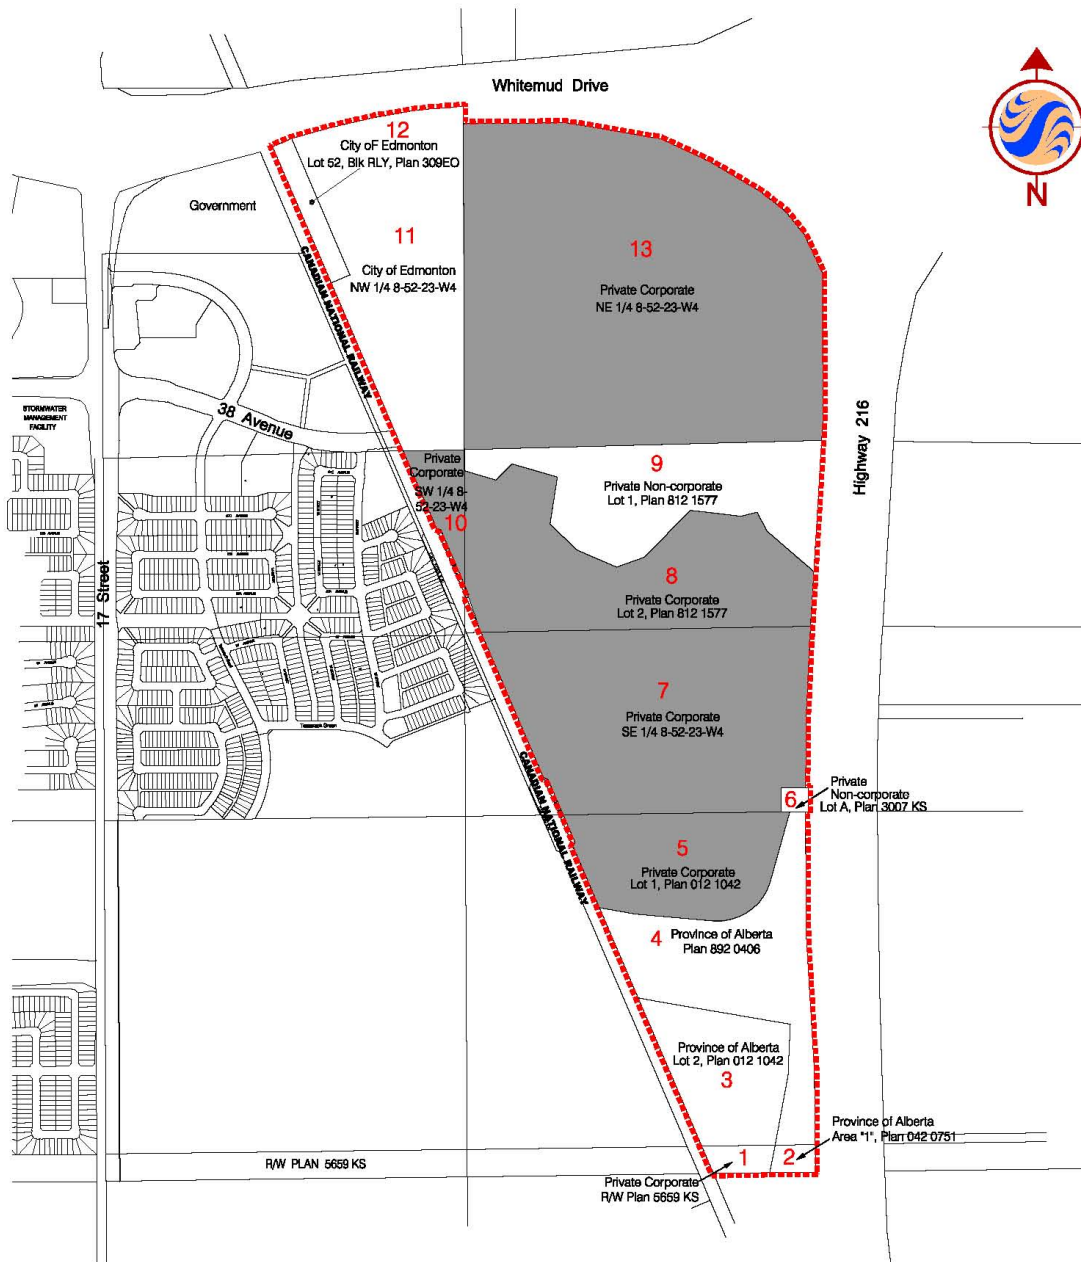 Whitemud Drive
N
12
City of Edmonton
Lot 52, Blk RLY, Plan 309EO
Government
11
City of Edmonton
NW 1/4 8-52-23-W4
CANADIAN NATIONAL RAILWAY
13
Private Corporate
NE 1/4 8-52-23-W4
38 Avenue
STORMWATER
MANAGEMENT
FACILITY
Highway 216
Private
Corporate
SW 1/4 8-
52-23-W4
10
9
Private Non-corporate
Lot 1, Plan 812 1577
17 Street
8
Private Corporate
Lot 2, Plan 812 1577
7
Private Corporate
SE 1/4 8-52-23-W4
CANADIAN NATIONAL RAILWAY
6
Private
Non-corporate
Lot A, Plan 3007 KS
5
Private Corporate
Lot 1, Plan 012 1042
4
Province of Alberta
Plan 892 0406
Province of Alberta
Lot 2, Plan 012 1042
3
Province of Alberta
Area "1", Plan 042 0751
1
2
R/W PLAN 5659 KS
Private Corporate
R/W Plan 5659 KS